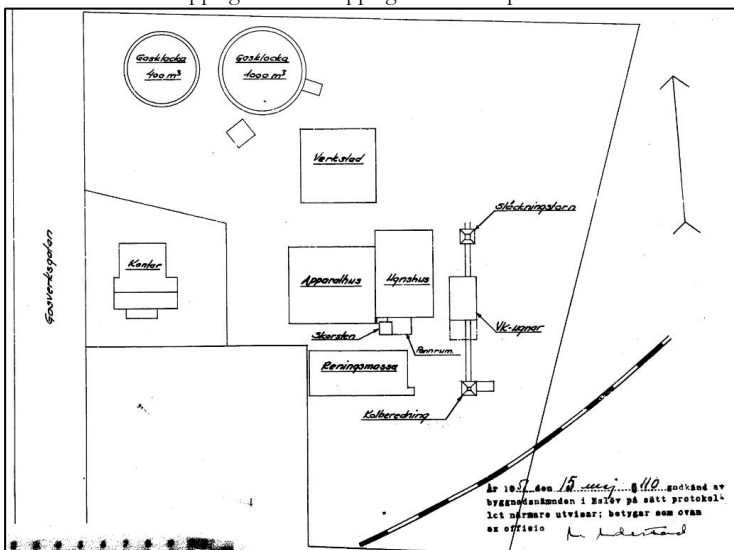 Gasklocka
400 m³
Gasklocka
1000 m³
Verkstad
Släckningstorn
Gasverksgatan
Kontor
Apparathus
Ugnshus
VK-ugnar
Skorsten
Pannrum
Reningsmassa
Kolberedning
År 195 den 15 maj § 110 godkänd av
byggnadsnämnden i Eslöv på sätt protokol-
let närmare utvisar; betygar som ovan
ex officio